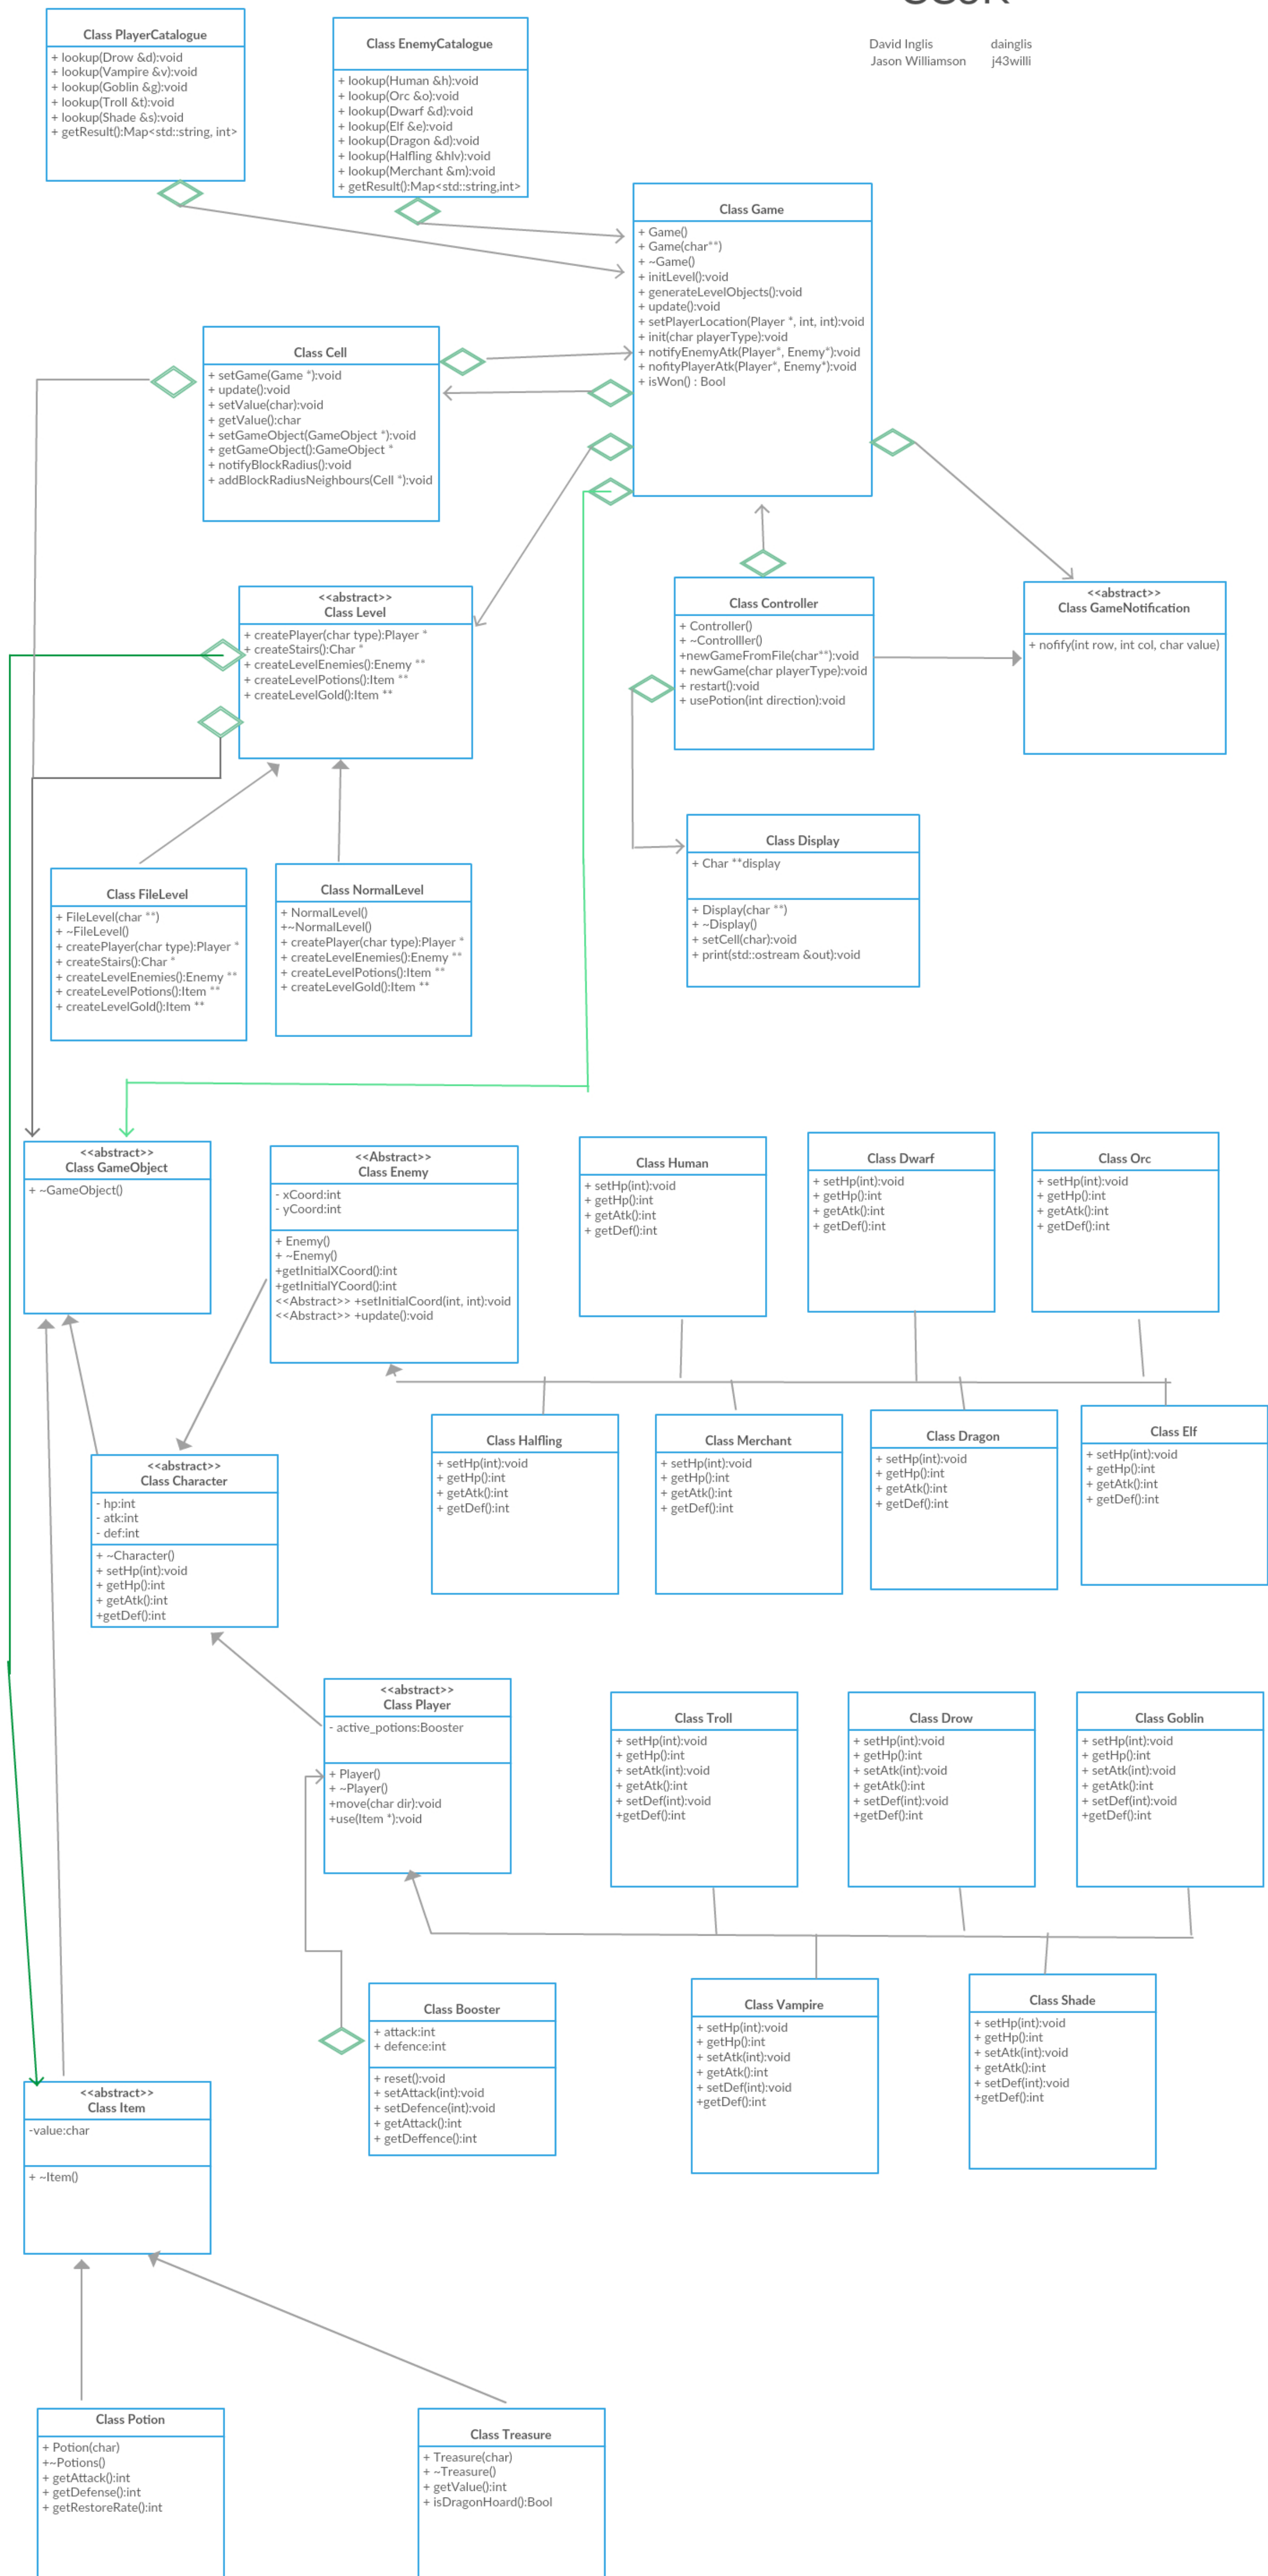 David Inglis dainglis
Jason Williamson j43willi
Class PlayerCatalogue
+ lookup(Drow &d):void
+ lookup(Vampire &v):void
+ lookup(Goblin &g):void
+ lookup(Troll &t):void
+ lookup(Shade &s):void
+ getResult():Map<std::string, int>
Class EnemyCatalogue
+ lookup(Human &h):void
+ lookup(Orc &o):void
+ lookup(Dwarf &d):void
+ lookup(Elf &e):void
+ lookup(Dragon &d):void
+ lookup(Halfling &hlv):void
+ lookup(Merchant &m):void
+ getResult():Map<std::string,int>
Class Game
+ Game()
+ Game(char**)
+ ~Game()
+ initLevel():void
+ generateLevelObjects():void
+ update():void
+ setPlayerLocation(Player *, int, int):void
+ init(char playerType):void
+ notifyEnemyAtk(Player*, Enemy*):void
+ nofityPlayerAtk(Player*, Enemy*):void
+ isWon() : Bool
Class Cell
+ setGame(Game *):void
+ update():void
+ setValue(char):void
+ getValue():char
+ setGameObject(GameObject *):void
+ getGameObject():GameObject *
+ notifyBlockRadius():void
+ addBlockRadiusNeighbours(Cell *):void
<<abstract>>
Class Level
+ createPlayer(char type):Player *
+ createStairs():Char *
+ createLevelEnemies():Enemy **
+ createLevelPotions():Item **
+ createLevelGold():Item **
Class Controller
+ Controller()
+ ~Controlller()
+newGameFromFile(char**):void
+ newGame(char playerType):void
+ restart():void
+ usePotion(int direction):void
<<abstract>>
Class GameNotification
+ nofify(int row, int col, char value)
Class Display
+ Char **display
+ Display(char **)
+ ~Display()
+ setCell(char):void
+ print(std::ostream &out):void
Class FileLevel
+ FileLevel(char **)
+ ~FileLevel()
+ createPlayer(char type):Player *
+ createStairs():Char *
+ createLevelEnemies():Enemy **
+ createLevelPotions():Item **
+ createLevelGold():Item **
Class NormalLevel
+ NormalLevel()
+~NormalLevel()
+ createPlayer(char type):Player *
+ createLevelEnemies():Enemy **
+ createLevelPotions():Item **
+ createLevelGold():Item **
<<abstract>>
Class GameObject
+ ~GameObject()
<<Abstract>>
Class Enemy
- xCoord:int
- yCoord:int
+ Enemy()
+ ~Enemy()
+getInitialXCoord():int
+getInitialYCoord():int
<<Abstract>> +setInitialCoord(int, int):void
<<Abstract>> +update():void
Class Human
+ setHp(int):void
+ getHp():int
+ getAtk():int
+ getDef():int
Class Dwarf
+ setHp(int):void
+ getHp():int
+ getAtk():int
+ getDef():int
Class Orc
+ setHp(int):void
+ getHp():int
+ getAtk():int
+ getDef():int
Class Halfling
+ setHp(int):void
+ getHp():int
+ getAtk():int
+ getDef():int
Class Merchant
+ setHp(int):void
+ getHp():int
+ getAtk():int
+ getDef():int
Class Dragon
+ setHp(int):void
+ getHp():int
+ getAtk():int
+ getDef():int
Class Elf
+ setHp(int):void
+ getHp():int
+ getAtk():int
+ getDef():int
<<abstract>>
Class Character
- hp:int
- atk:int
- def:int
+ ~Character()
+ setHp(int):void
+ getHp():int
+ getAtk():int
+getDef():int
<<abstract>>
Class Player
- active_potions:Booster
+ Player()
+ ~Player()
+move(char dir):void
+use(Item *):void
Class Troll
+ setHp(int):void
+ getHp():int
+ setAtk(int):void
+ getAtk():int
+ setDef(int):void
+getDef():int
Class Drow
+ setHp(int):void
+ getHp():int
+ setAtk(int):void
+ getAtk():int
+ setDef(int):void
+getDef():int
Class Goblin
+ setHp(int):void
+ getHp():int
+ setAtk(int):void
+ getAtk():int
+ setDef(int):void
+getDef():int
Class Booster
+ attack:int
+ defence:int
+ reset():void
+ setAttack(int):void
+ setDefence(int):void
+ getAttack():int
+ getDeffence():int
Class Vampire
+ setHp(int):void
+ getHp():int
+ setAtk(int):void
+ getAtk():int
+ setDef(int):void
+getDef():int
Class Shade
+ setHp(int):void
+ getHp():int
+ setAtk(int):void
+ getAtk():int
+ setDef(int):void
+getDef():int
<<abstract>>
Class Item
-value:char
+ ~Item()
Class Potion
+ Potion(char)
+~Potions()
+ getAttack():int
+ getDefense():int
+ getRestoreRate():int
Class Treasure
+ Treasure(char)
+ ~Treasure()
+ getValue():int
+ isDragonHoard():Bool